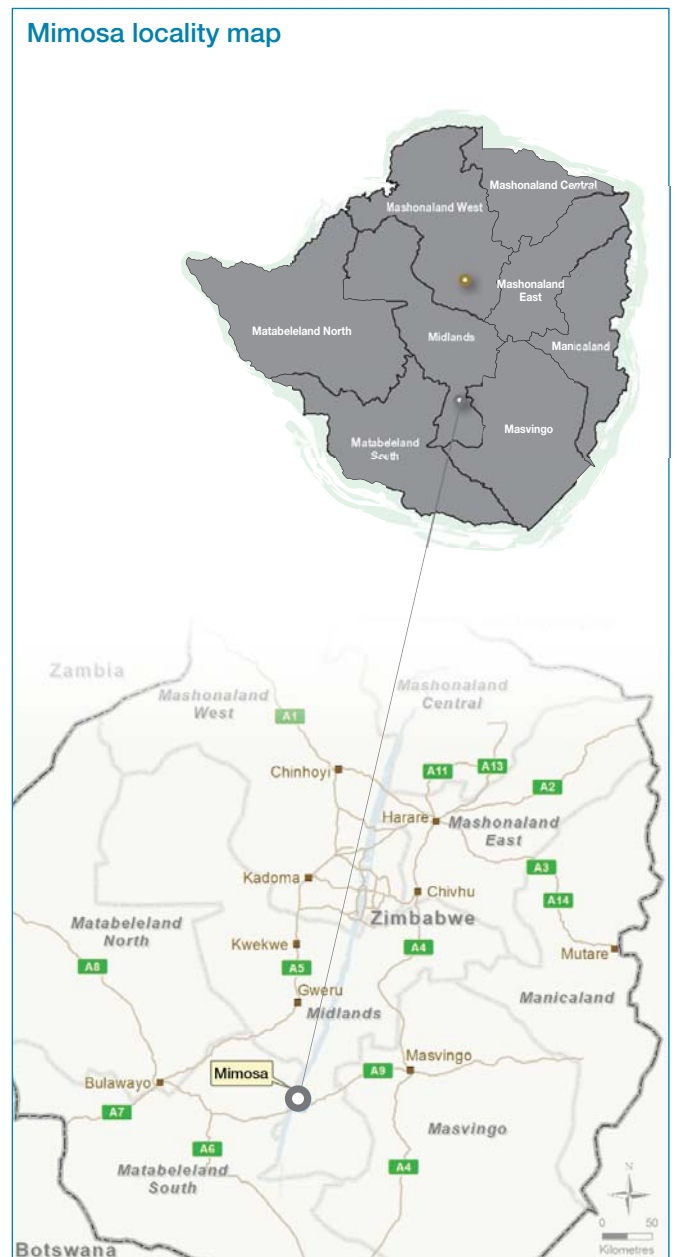 Mimosa locality map
Mashonaland Central
Mashonaland West
Mashonaland
East
Matabeleland North
Midlands
Manicaland
Masvingo
Matabeleland
South
Zambia
Mashonaland
West
Mashonaland
Central
A1
Chinhoyi
A11
A13
A2
Harare
Mashonaland
East
A3
Kadoma
Chivhu
A14
Matabeleland
North
Zimbabwe
Kwekwe
A4
Mutare
A8
A5
Gweru
Manicaland
Midlands
Mimosa
A9
Masvingo
Bulawayo
A7
Masvingo
A6
Matabeleland
South
A4
N
0 50
Kilometres
Botswana